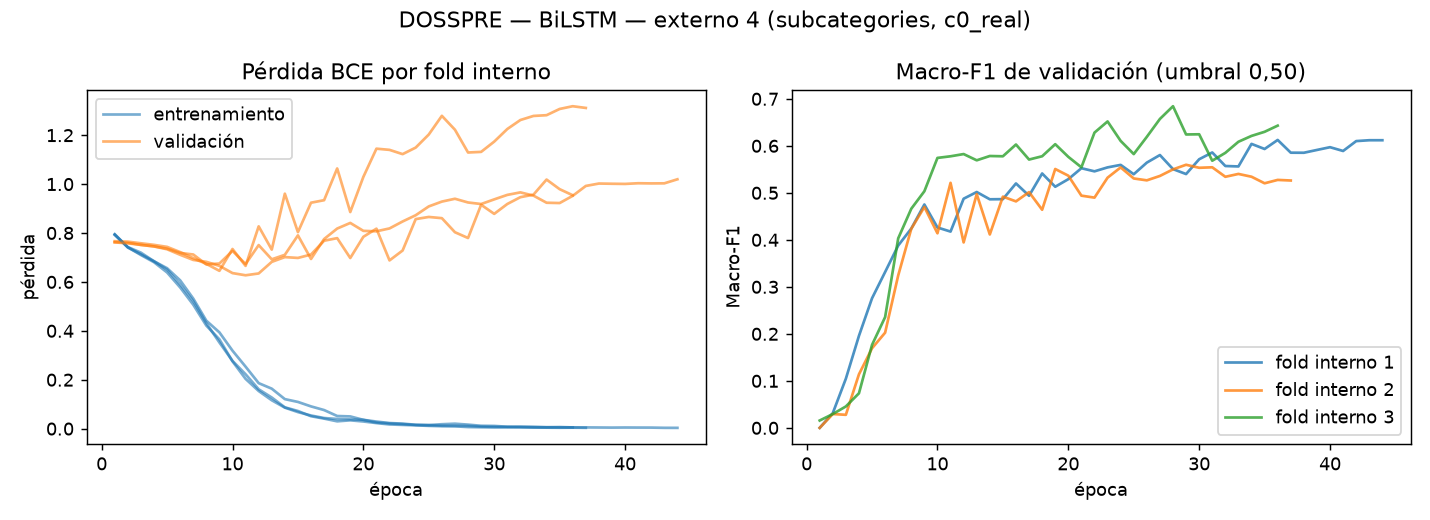 DOSSPRE — BiLSTM — externo 4 (subcategories, c0_real)
Pérdida BCE por fold interno
entrenamiento
validación
pérdida
1.2
1.0
0.8
0.6
0.4
0.2
0.0
0
10
20
30
40
época
Macro-F1 de validación (umbral 0,50)
Macro-F1
0.7
0.6
0.5
0.4
0.3
0.2
0.1
0.0
fold interno 1
fold interno 2
fold interno 3
0
10
20
30
40
época